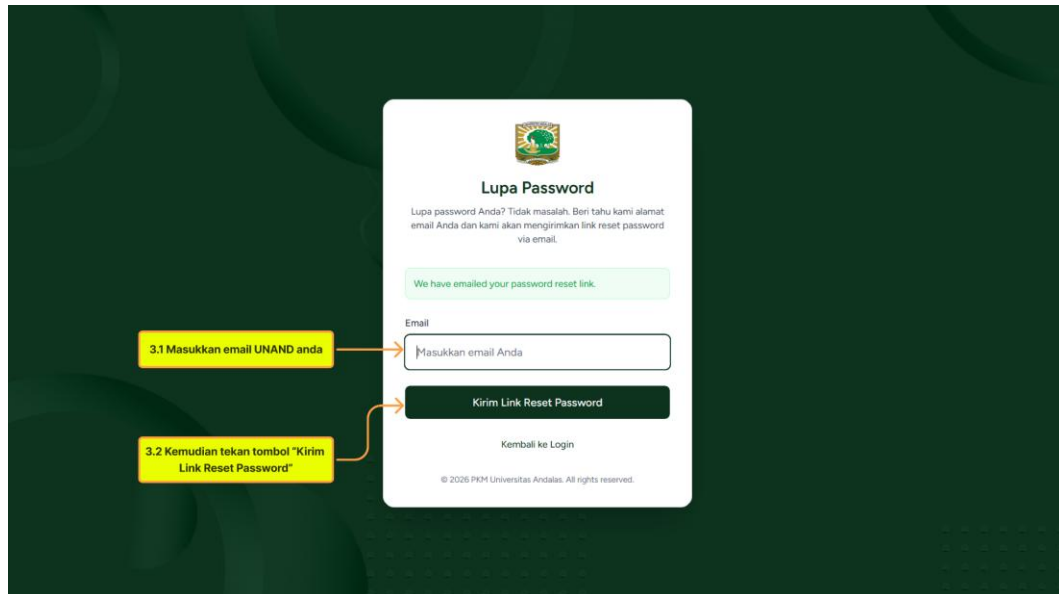 Lupa Password
Lupa password Anda? Tidak masalah. Beri tahu kami alamat
email Anda dan kami akan mengirimkan link reset password
via email.
We have emailed your password reset link.
Email
3.1 Masukkan email UNAND anda
Masukkan email Anda
Kirim Link Reset Password
3.2 Kemudian tekan tombol "Kirim
Link Reset Password"
Kembali ke Login
© 2026 PKM Universitas Andalas. All rights reserved.